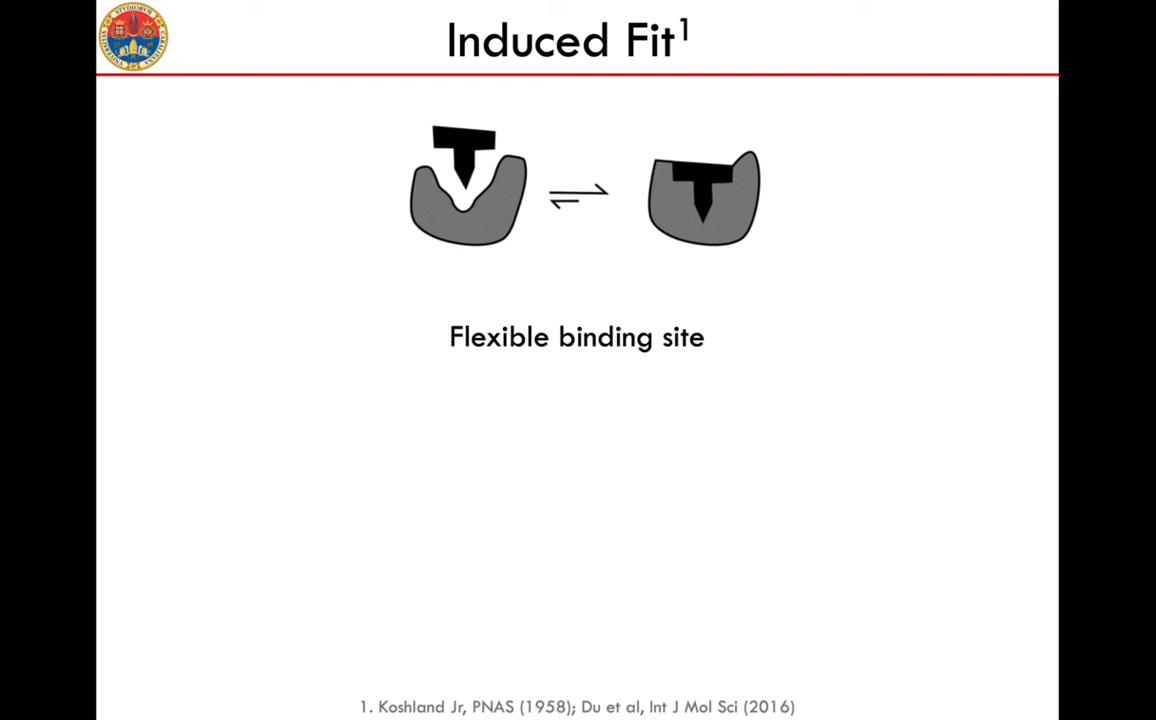 Induced Fit¹
Flexible binding site
1. Koshland Jr, PNAS (1958); Du et al, Int J Mol Sci (2016)